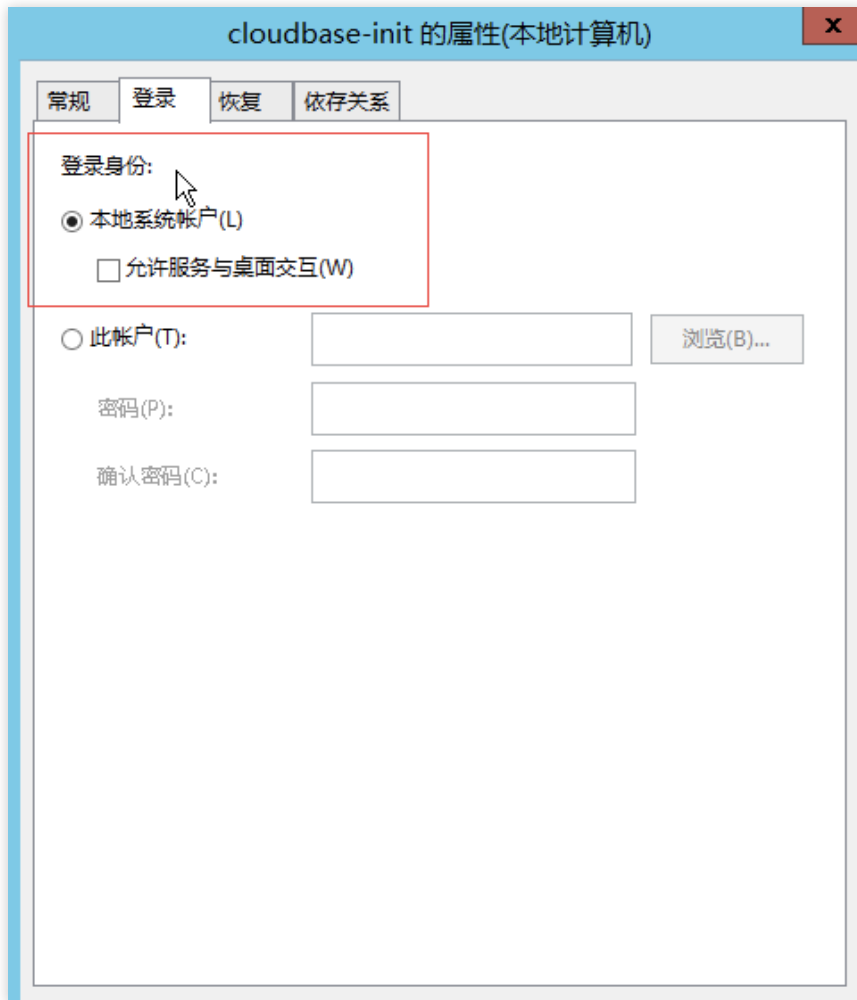 cloudbase-init 的属性(本地计算机)
x
常规 登录 恢复 依存关系
登录身份:
本地系统帐户(L)
允许服务与桌面交互(W)
此帐户(T): 浏览(B)...
密码(P):
确认密码(C):